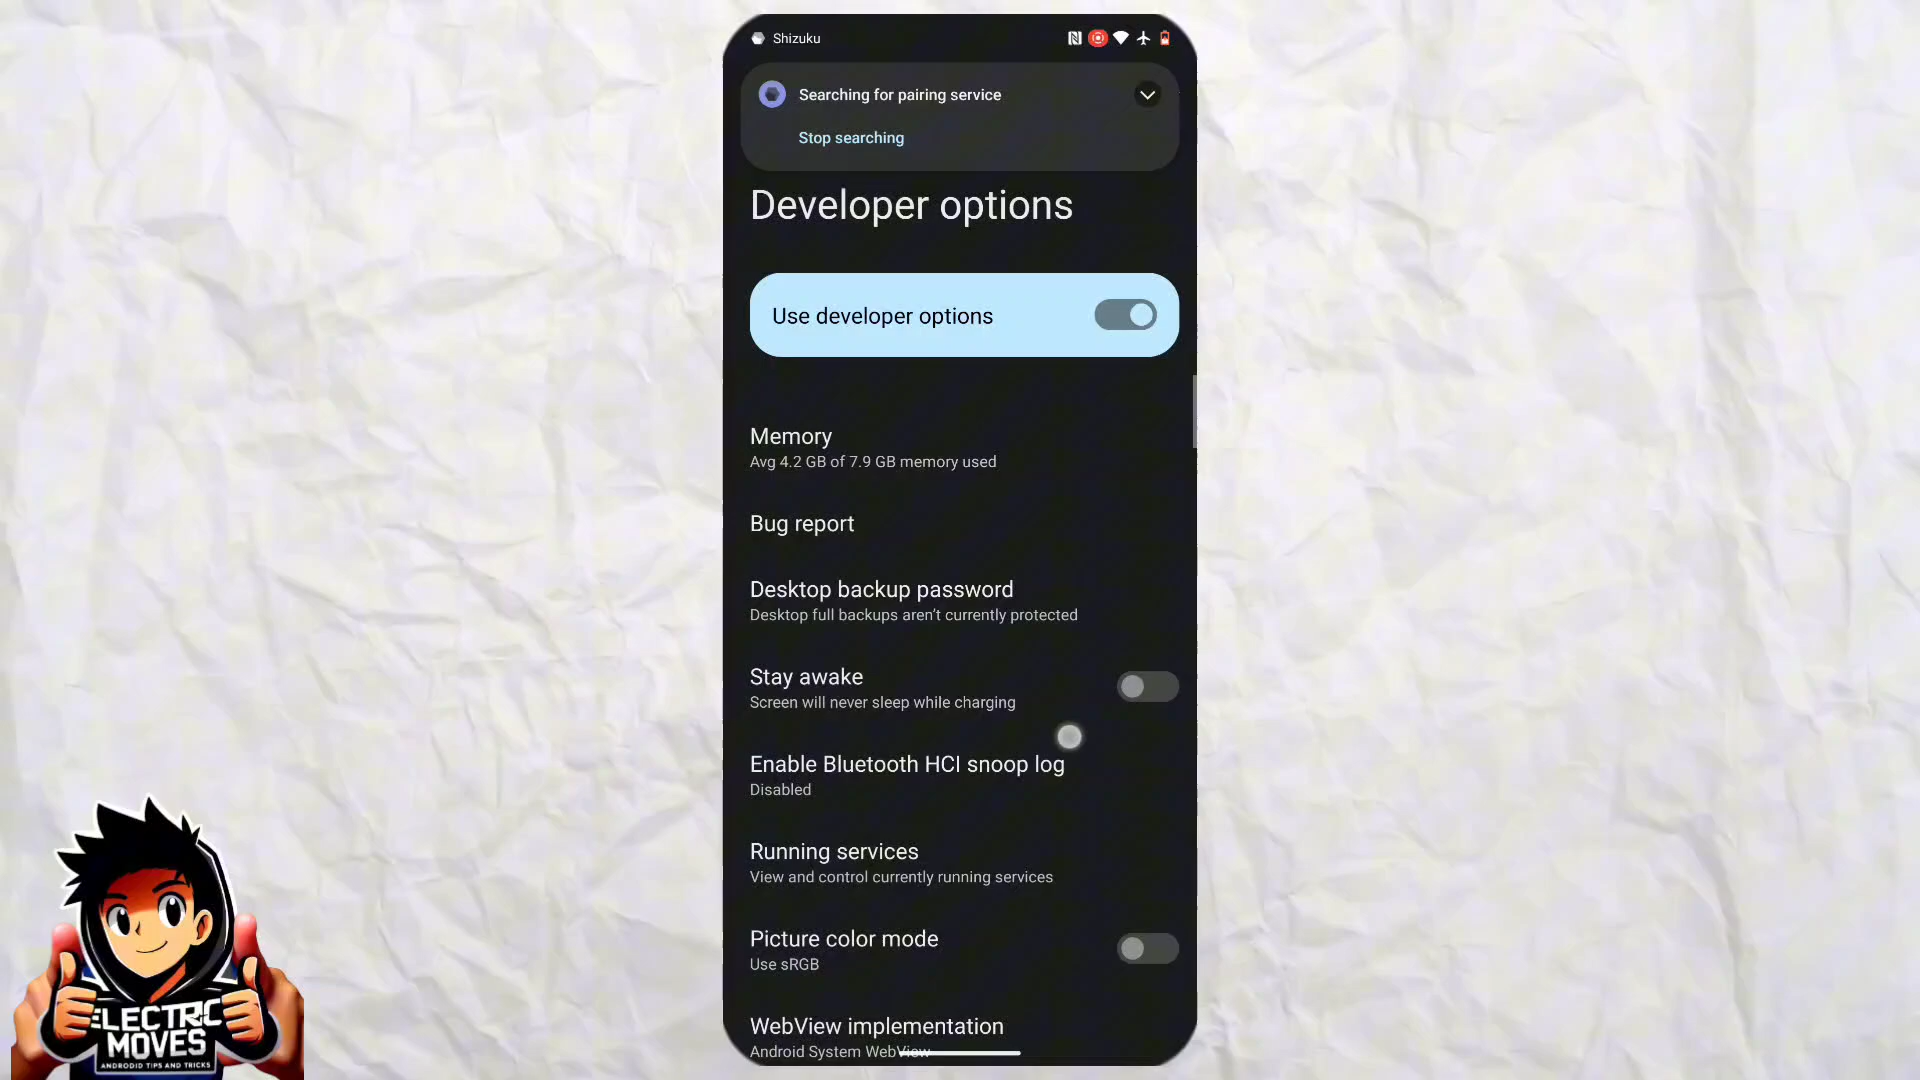 Shizuku
Searching for pairing service
Stop searching
Developer options
Use developer options
Memory
Avg 4.2 GB of 7.9 GB memory used
Bug report
Desktop backup password
Desktop full backups aren’t currently protected
Stay awake
Screen will never sleep while charging
Enable Bluetooth HCI snoop log
Disabled
Running services
View and control currently running services
Picture color mode
Use sRGB
WebView implementation
Android System WebView
ELECTRIC
MOVES
ANDROIOD TIPS AND TRICKS